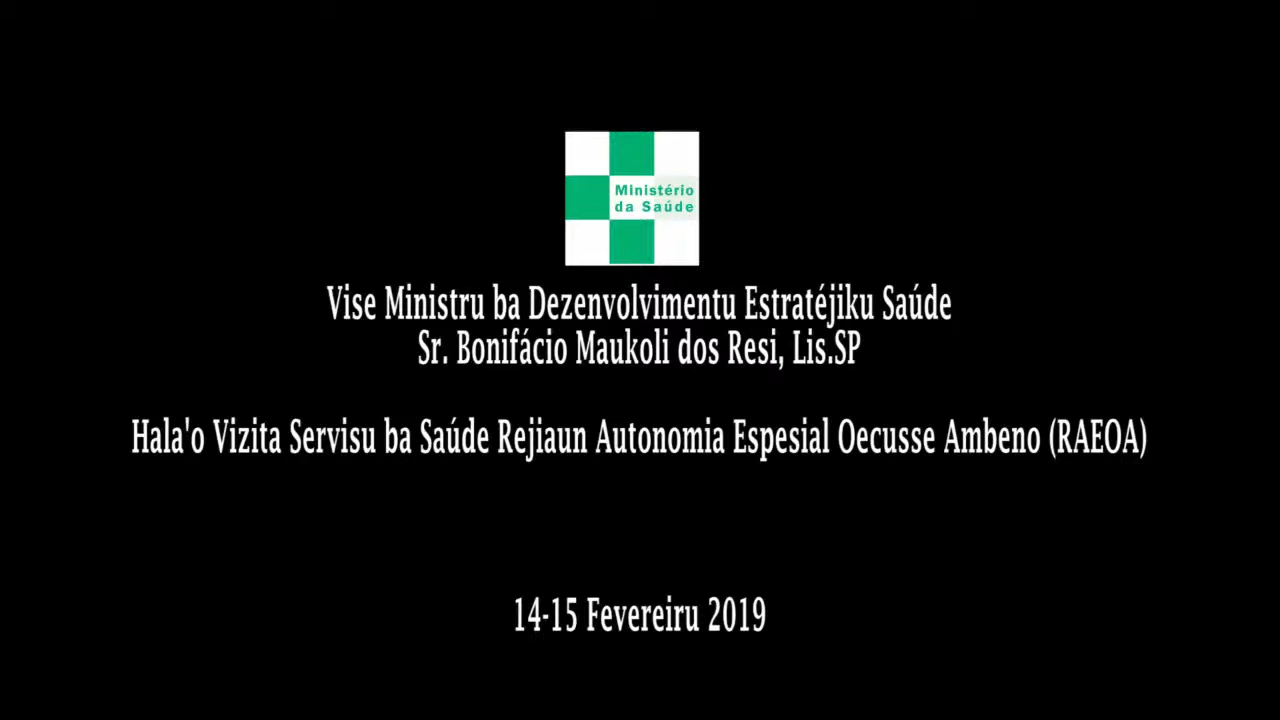 Ministério
da Saúde
Vise Ministru ba Dezenvolvimentu Estratéjiku Saúde
Sr. Bonifácio Maukoli dos Resi, Lis.SP
Hala'o Vizita Servisu ba Saúde Rejiaun Autonomia Espesial Oecusse Ambeno (RAEOA)
14-15 Fevereiru 2019